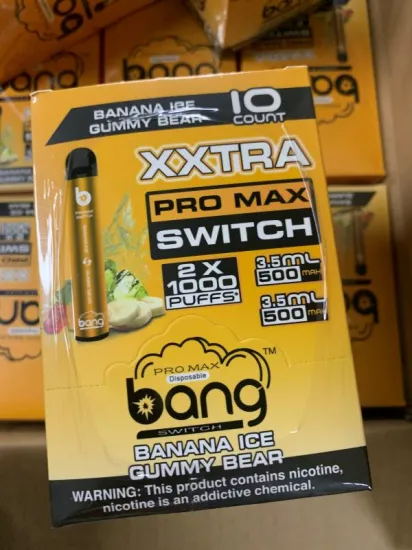 BANANA ICE
GUMMY BEAR
10
COUNT
XXTRA
PRO MAX
SWITCH
2 X
1000
PUFFS*
3.5mL
500 MAH
3.5mL
500 MAH
b
bang
PRO MAX
Disposable
bang™
SWITCH
BANANA ICE
GUMMY BEAR
WARNING: This product contains nicotine,
nicotine is an addictive chemical.
bang